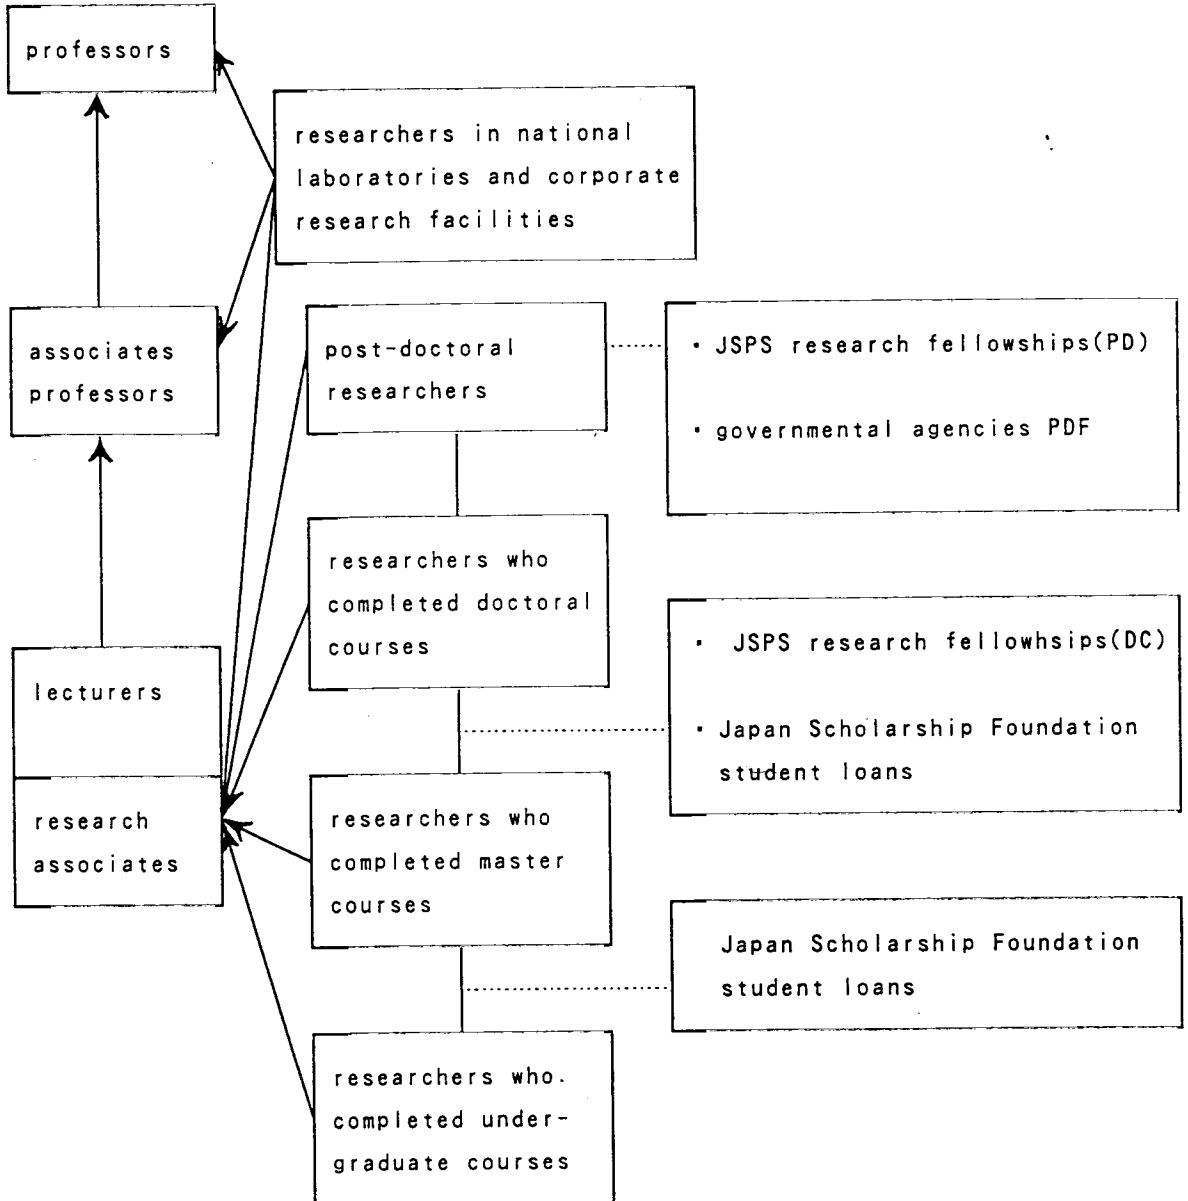 professors
researchers in national
laboratories and corporate
research facilities
associates
professors
post-doctoral
researchers
· JSPS research fellowships(PD)
· governmental agencies PDF
researchers who
completed doctoral
courses
· JSPS research fellowhsips(DC)
· Japan Scholarship Foundation
student loans
lecturers
research
associates
researchers who
completed master
courses
Japan Scholarship Foundation
student loans
researchers who.
completed under-
graduate courses